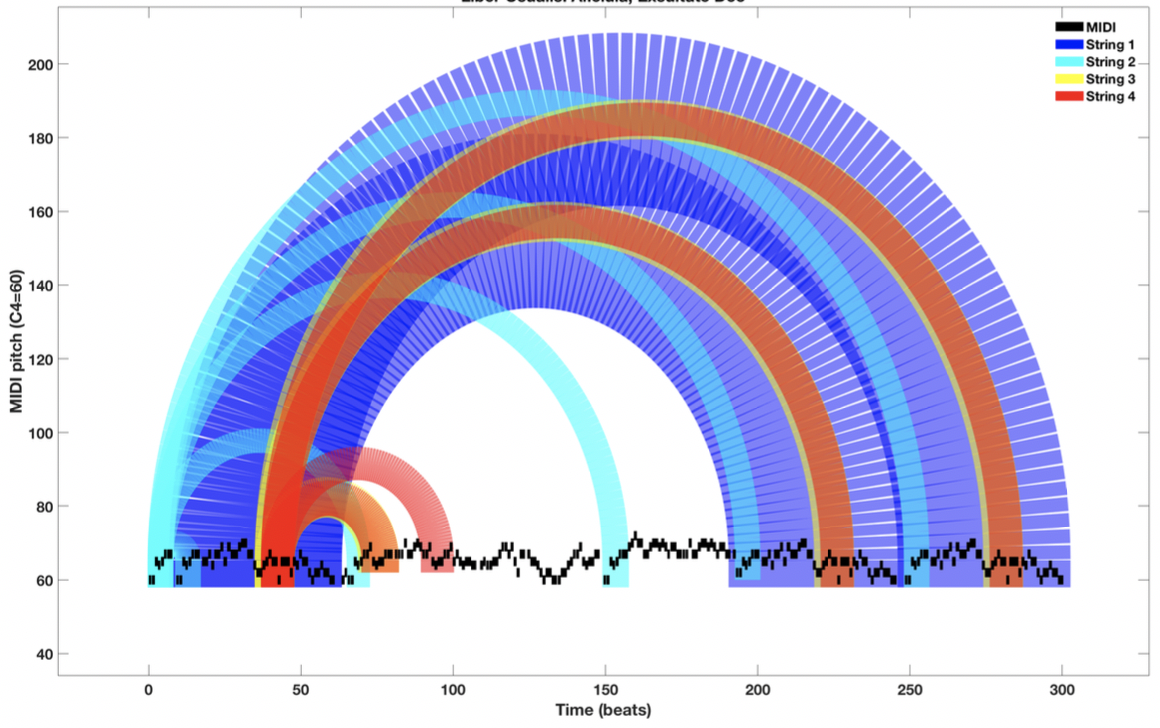 MIDI
String 1
String 2
String 3
String 4
MIDI pitch (C4=60)
200
180
160
140
120
100
80
60
40
0 50 100 150 200 250 300
Time (beats)